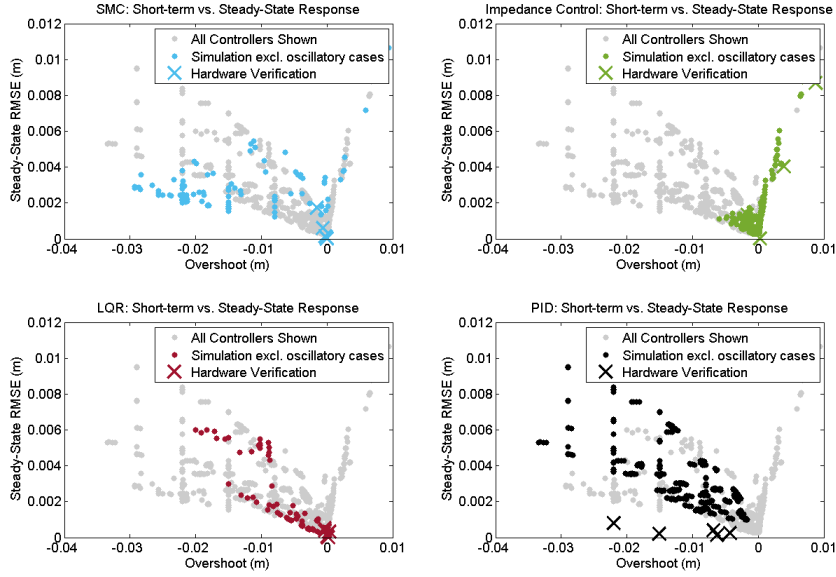 SMC: Short-term vs. Steady-State Response
0.012
0.01
0.008
0.006
0.004
0.002
0
Steady-State RMSE (m)
All Controllers Shown
Simulation excl. oscillatory cases
Hardware Verification
-0.04 -0.03 -0.02 -0.01 0 0.01
Overshoot (m)
Impedance Control: Short-term vs. Steady-State Response
0.012
0.01
0.008
0.006
0.004
0.002
0
Steady-State RMSE (m)
All Controllers Shown
Simulation excl. oscillatory cases
Hardware Verification
-0.04 -0.03 -0.02 -0.01 0 0.01
Overshoot (m)
LQR: Short-term vs. Steady-State Response
0.012
0.01
0.008
0.006
0.004
0.002
0
Steady-State RMSE (m)
All Controllers Shown
Simulation excl. oscillatory cases
Hardware Verification
-0.04 -0.03 -0.02 -0.01 0 0.01
Overshoot (m)
PID: Short-term vs. Steady-State Response
0.012
0.01
0.008
0.006
0.004
0.002
0
Steady-State RMSE (m)
All Controllers Shown
Simulation excl. oscillatory cases
Hardware Verification
-0.04 -0.03 -0.02 -0.01 0 0.01
Overshoot (m)